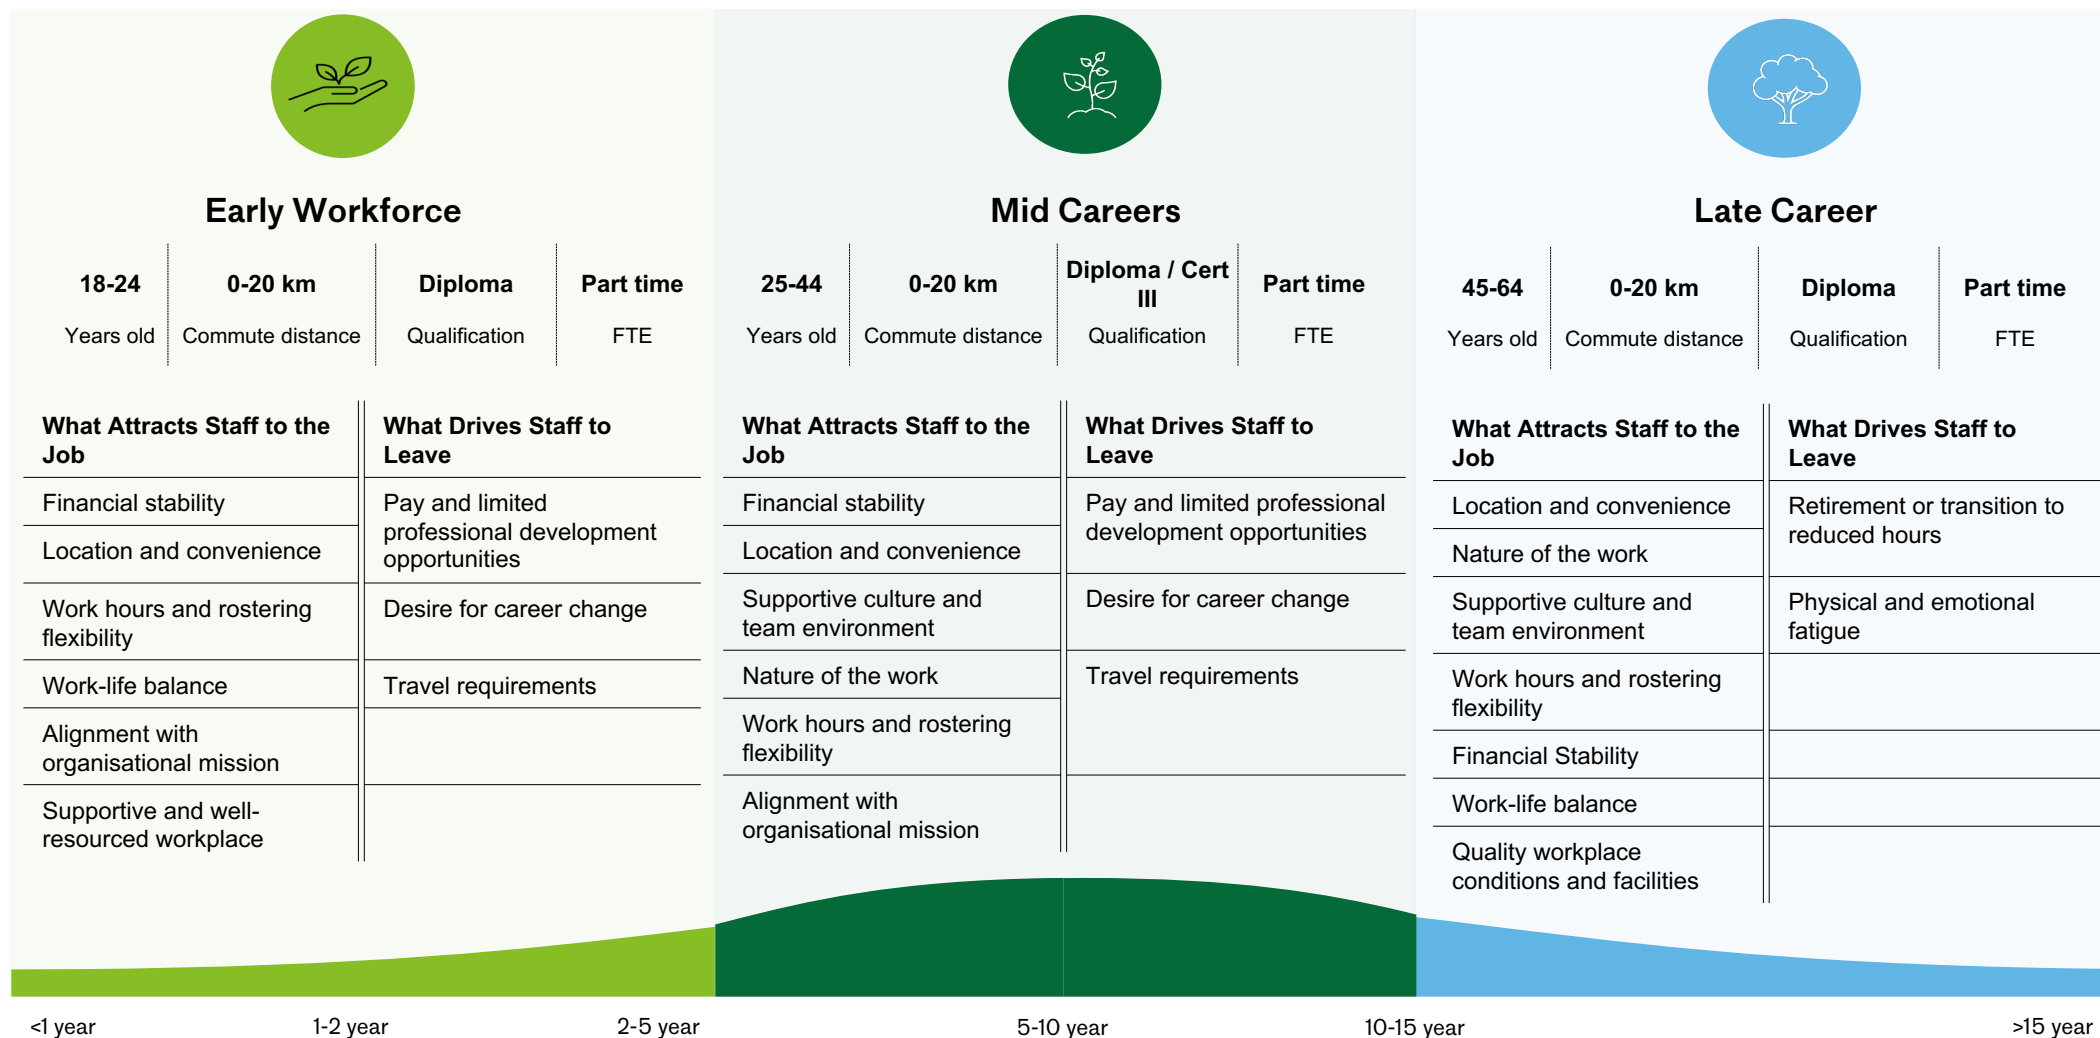 Early Workforce
18-24
Years old
0-20 km
Commute distance
Diploma
Qualification
Part time
FTE
What Attracts Staff to the
Job
Financial stability
Location and convenience
Work hours and rostering
flexibility
Work-life balance
Alignment with
organisational mission
Supportive and well-
resourced workplace
What Drives Staff to
Leave
Pay and limited
professional development
opportunities
Desire for career change
Travel requirements
Mid Careers
25-44
Years old
0-20 km
Commute distance
Diploma / Cert
III
Qualification
Part time
FTE
What Attracts Staff to the
Job
Financial stability
Location and convenience
Supportive culture and
team environment
Nature of the work
Work hours and rostering
flexibility
Alignment with
organisational mission
What Drives Staff to
Leave
Pay and limited professional
development opportunities
Desire for career change
Travel requirements
Late Career
45-64
Years old
0-20 km
Commute distance
Diploma
Qualification
Part time
FTE
What Attracts Staff to the
Job
Location and convenience
Nature of the work
Supportive culture and
team environment
Work hours and rostering
flexibility
Financial Stability
Work-life balance
Quality workplace
conditions and facilities
What Drives Staff to
Leave
Retirement or transition to
reduced hours
Physical and emotional
fatigue
<1 year
1-2 year
2-5 year
5-10 year
10-15 year
>15 year